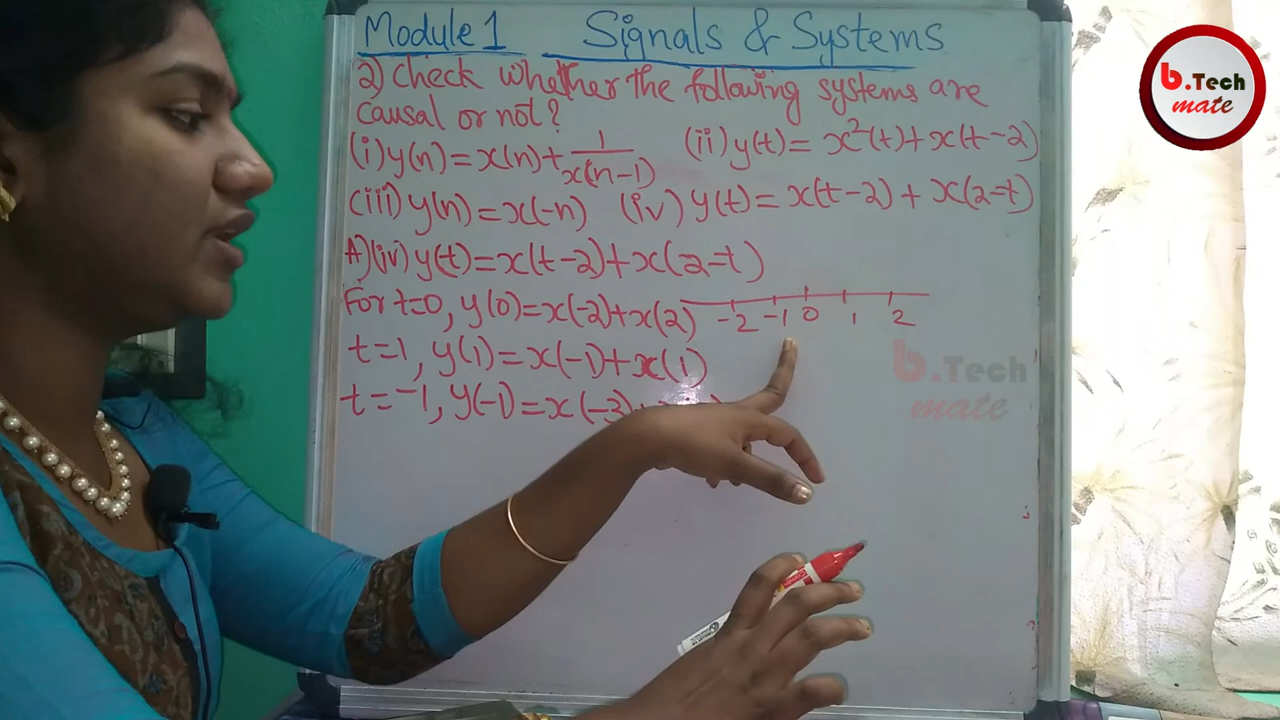 Module 1 Signals & Systems
2) Check whether the following systems are
causal or not?
(i) y(n) = x(n) + 1/x(n-1) (ii) y(t) = x²(t) + x(t-2)
(iii) y(n) = x(-n) (iv) y(t) = x(t-2) + x(2-t)
A) (iv) y(t) = x(t-2) + x(2-t)
For t=0, y(0) = x(-2) + x(2) -2 -1 0 1 2
t=1, y(1) = x(-1) + x(1)
t=-1, y(-1) = x(-3) +
b.Tech
mate
b.Tech
mate